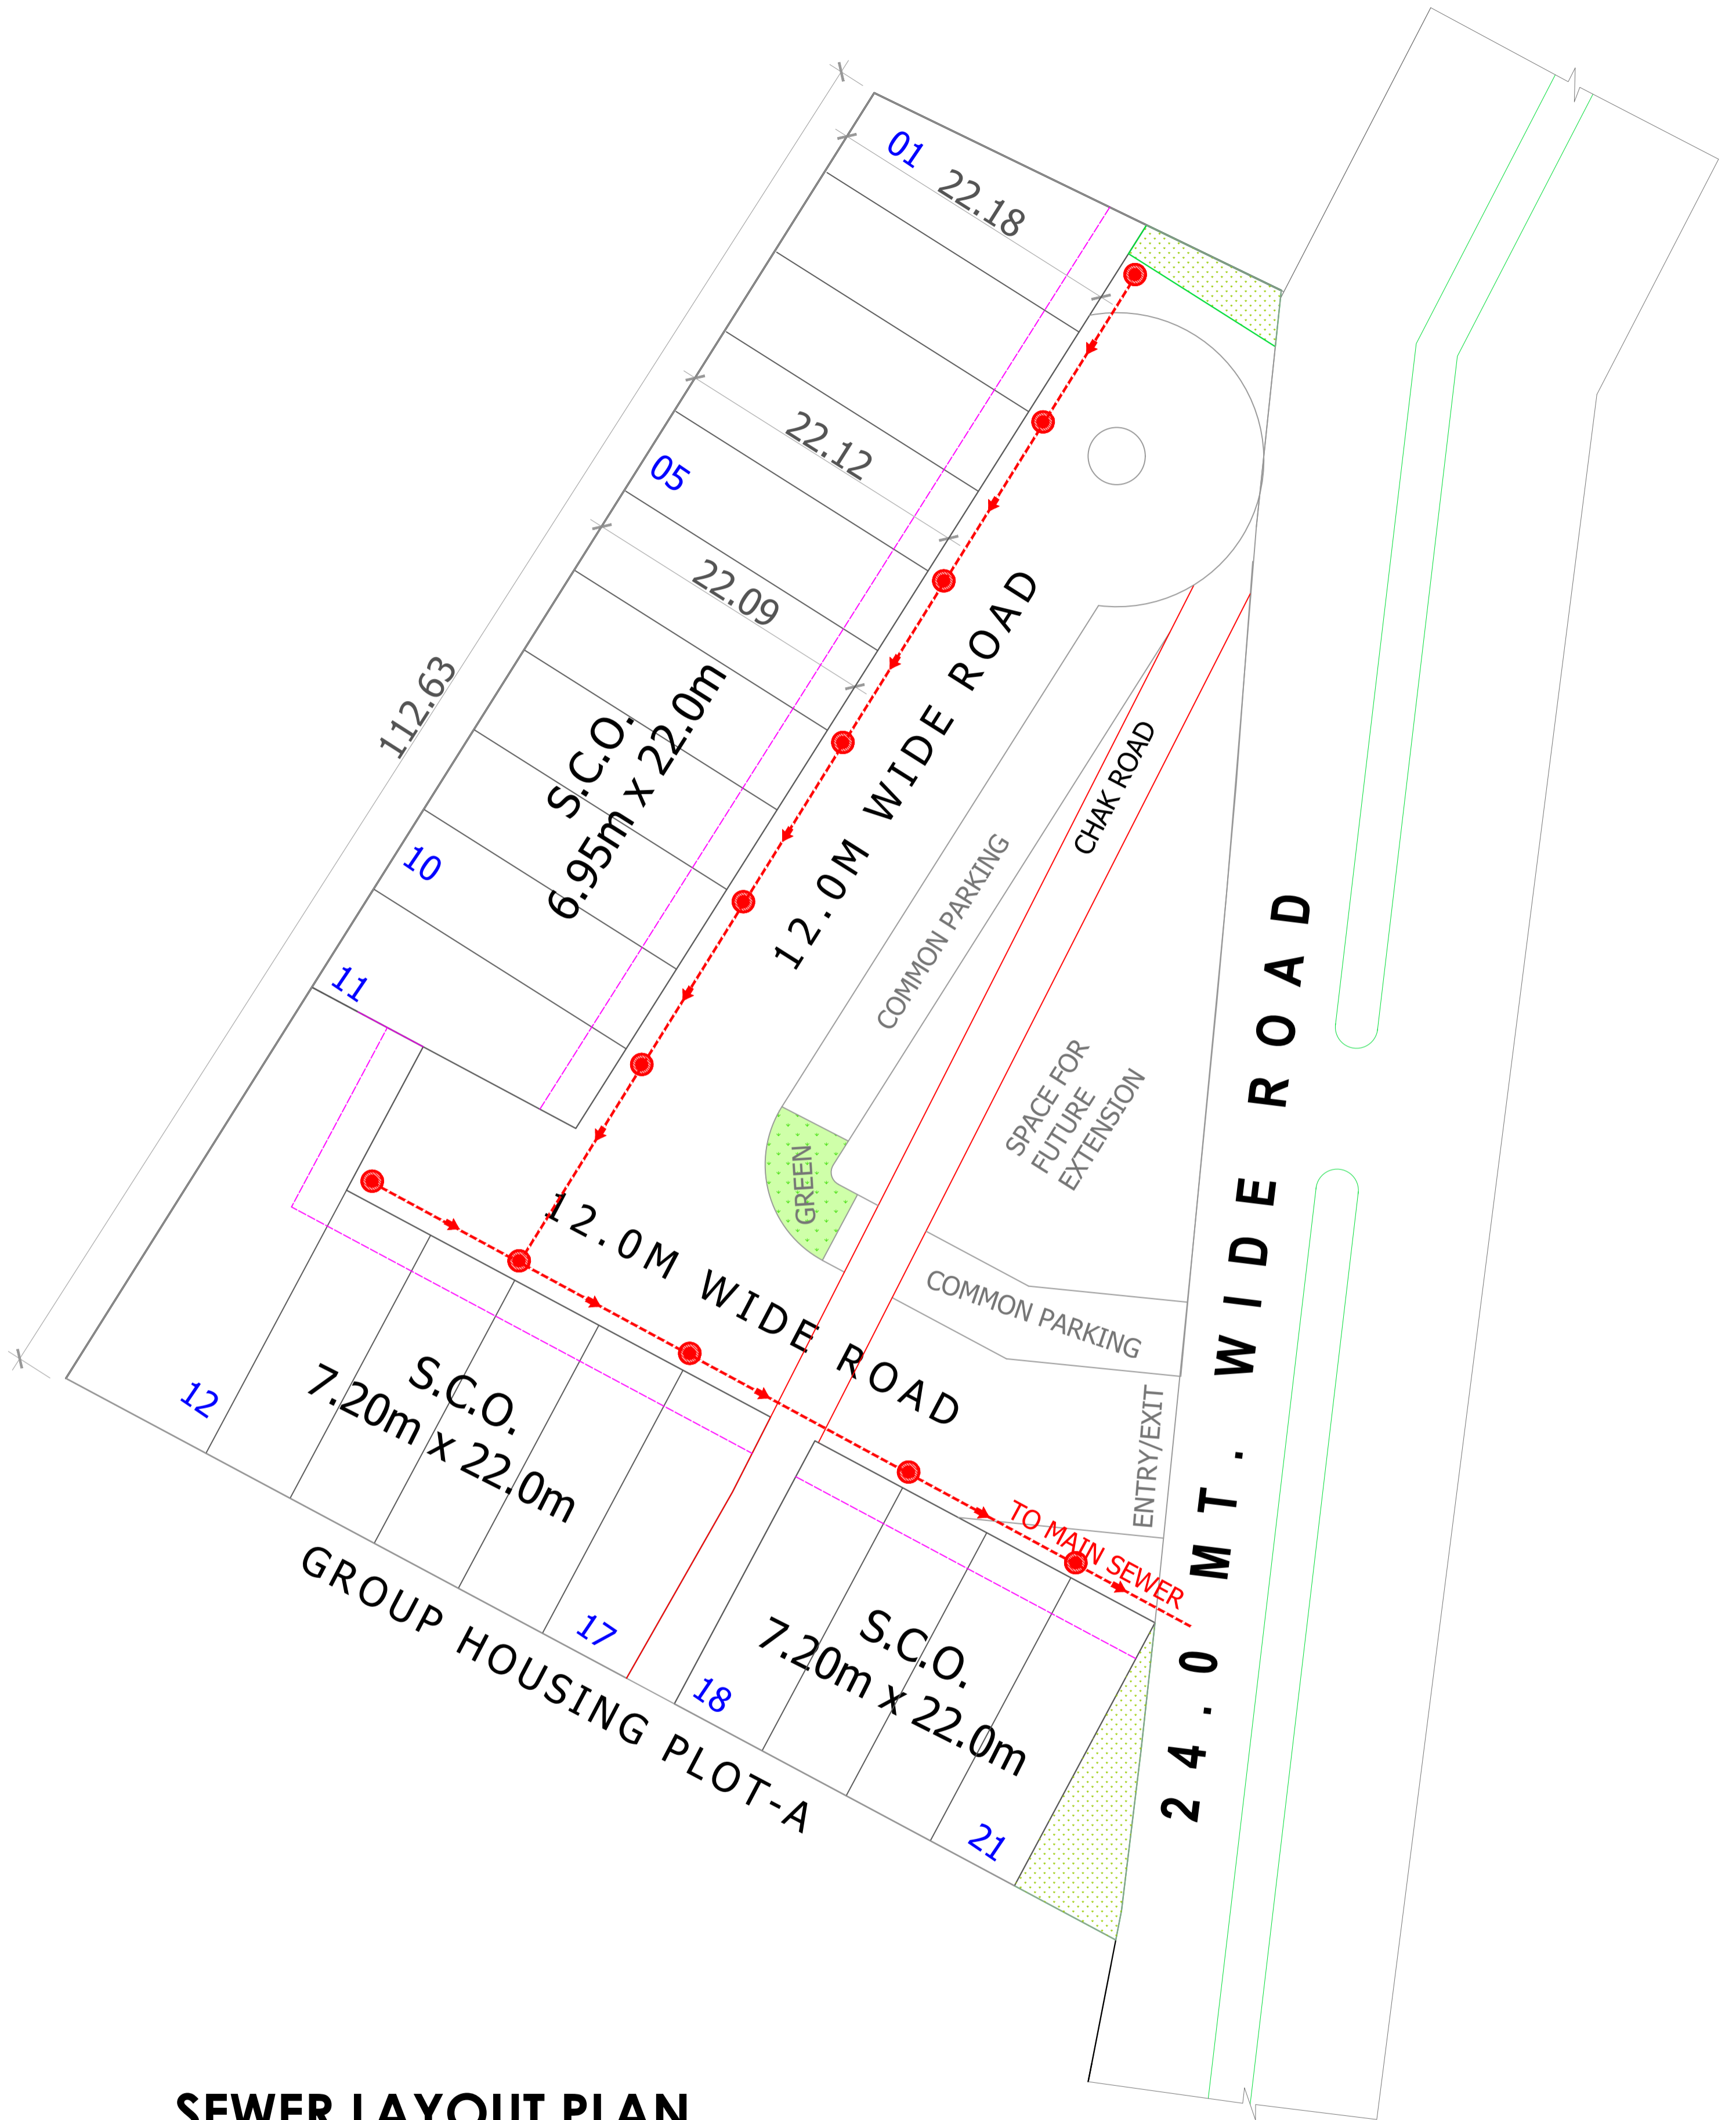 01
22.18
22.12
05
22.09
112.63
S.C.O.
6.95m x 22.0m
10
11
12.0M WIDE ROAD
COMMON PARKING
CHAK ROAD
SPACE FOR
FUTURE
EXTENSION
GREEN
12.0M WIDE ROAD
COMMON PARKING
ENTRY/EXIT
24.0 MT. WIDE ROAD
TO MAIN SEWER
12
S.C.O.
7.20m x 22.0m
17
18
S.C.O.
7.20m x 22.0m
21
GROUP HOUSING PLOT-A
SEWER LAYOUT PLAN